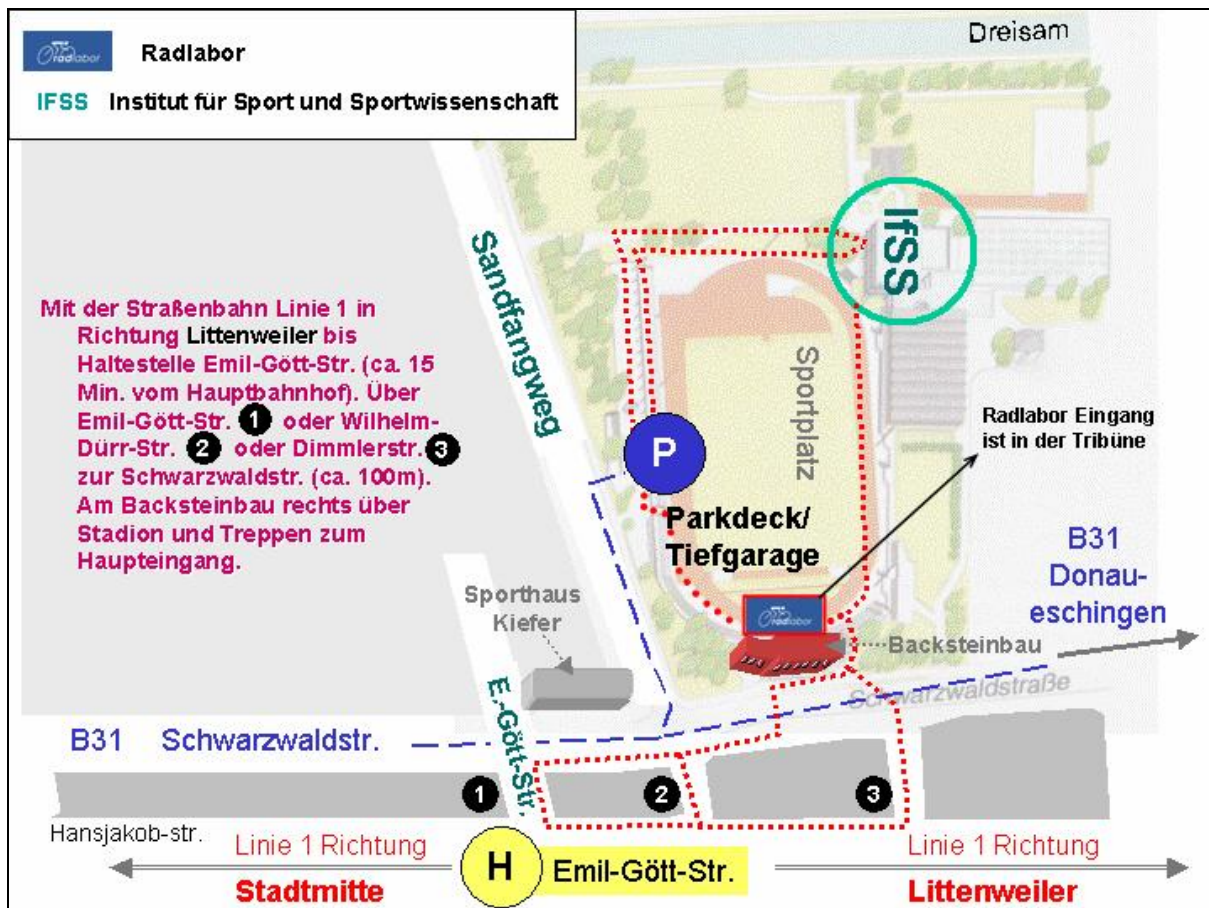 radlabor Radlabor
IFSS Institut für Sport und Sportwissenschaft
Dreisam
IfSS
Sandfangweg
Mit der Straßenbahn Linie 1 in
Richtung Littenweiler bis
Haltestelle Emil-Gött-Str. (ca. 15
Min. vom Hauptbahnhof). Über
Emil-Gött-Str. 1 oder Wilhelm-
Dürr-Str. 2 oder Dimmlerstr. 3
zur Schwarzwaldstr. (ca. 100m).
Am Backsteinbau rechts über
Stadion und Treppen zum
Haupteingang.
Sportplatz
Radlabor Eingang
ist in der Tribüne
P
Parkdeck/
Tiefgarage
B31
Donau-
eschingen
Sporthaus
Kiefer
radlabor
Backsteinbau
Schwarzwaldstraße
E.-Gött-Str.
B31 Schwarzwaldstr.
1
2
3
Hansjakob-str.
Linie 1 Richtung
Stadtmitte
H
Emil-Gött-Str.
Linie 1 Richtung
Littenweiler